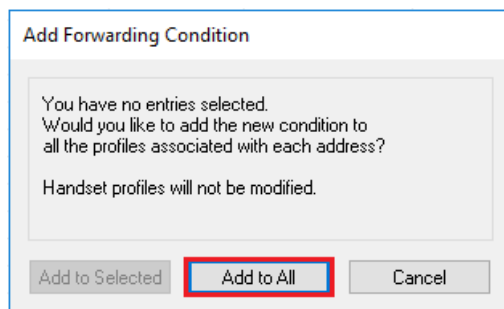 Add Forwarding Condition
You have no entries selected.
Would you like to add the new condition to
all the profiles associated with each address?
Handset profiles will not be modified.
Add to Selected
Add to All
Cancel